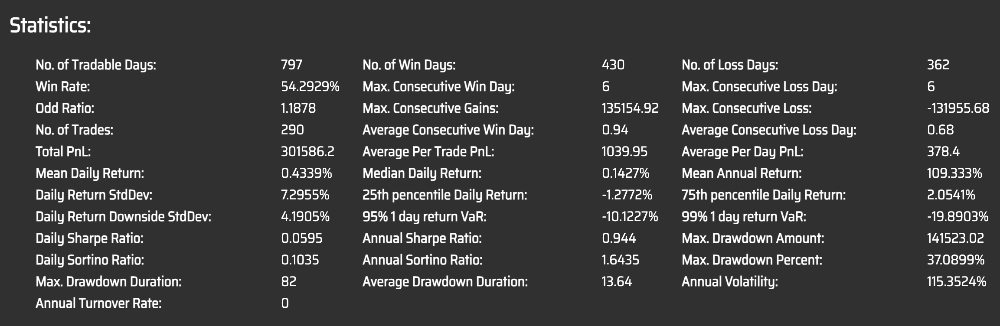 Statistics:
No. of Tradable Days: 797 No. of Win Days: 430 No. of Loss Days: 362
Win Rate: 54.2929% Max. Consecutive Win Day: 6 Max. Consecutive Loss Day: 6
Odd Ratio: 1.1878 Max. Consecutive Gains: 135154.92 Max. Consecutive Loss: -131955.68
No. of Trades: 290 Average Consecutive Win Day: 0.94 Average Consecutive Loss Day: 0.68
Total PnL: 301586.2 Average Per Trade PnL: 1039.95 Average Per Day PnL: 378.4
Mean Daily Return: 0.4339% Median Daily Return: 0.1427% Mean Annual Return: 109.333%
Daily Return StdDev: 7.2955% 25th pencentile Daily Return: -1.2772% 75th pencentile Daily Return: 2.0541%
Daily Return Downside StdDev: 4.1905% 95% 1 day return VaR: -10.1227% 99% 1 day return VaR: -19.8903%
Daily Sharpe Ratio: 0.0595 Annual Sharpe Ratio: 0.944 Max. Drawdown Amount: 141523.02
Daily Sortino Ratio: 0.1035 Annual Sortino Ratio: 1.6435 Max. Drawdown Percent: 37.0899%
Max. Drawdown Duration: 82 Average Drawdown Duration: 13.64 Annual Volatility: 115.3524%
Annual Turnover Rate: 0